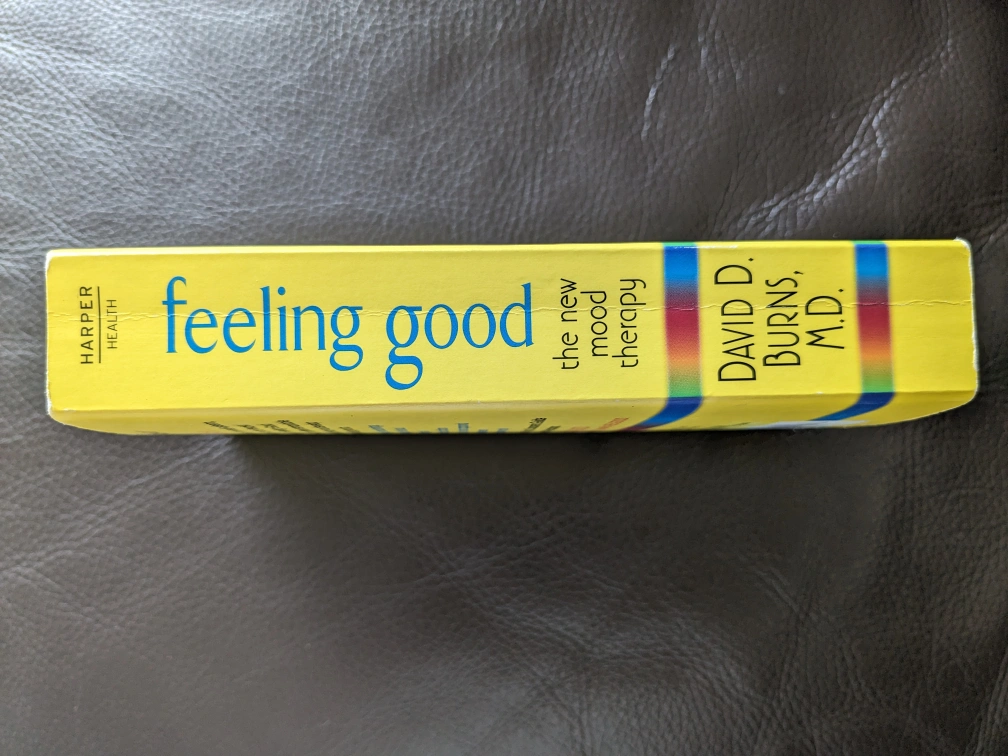 HARPER
HEALTH
feeling good
the new
mood
therapy
DAVID D.
BURNS,
M.D.